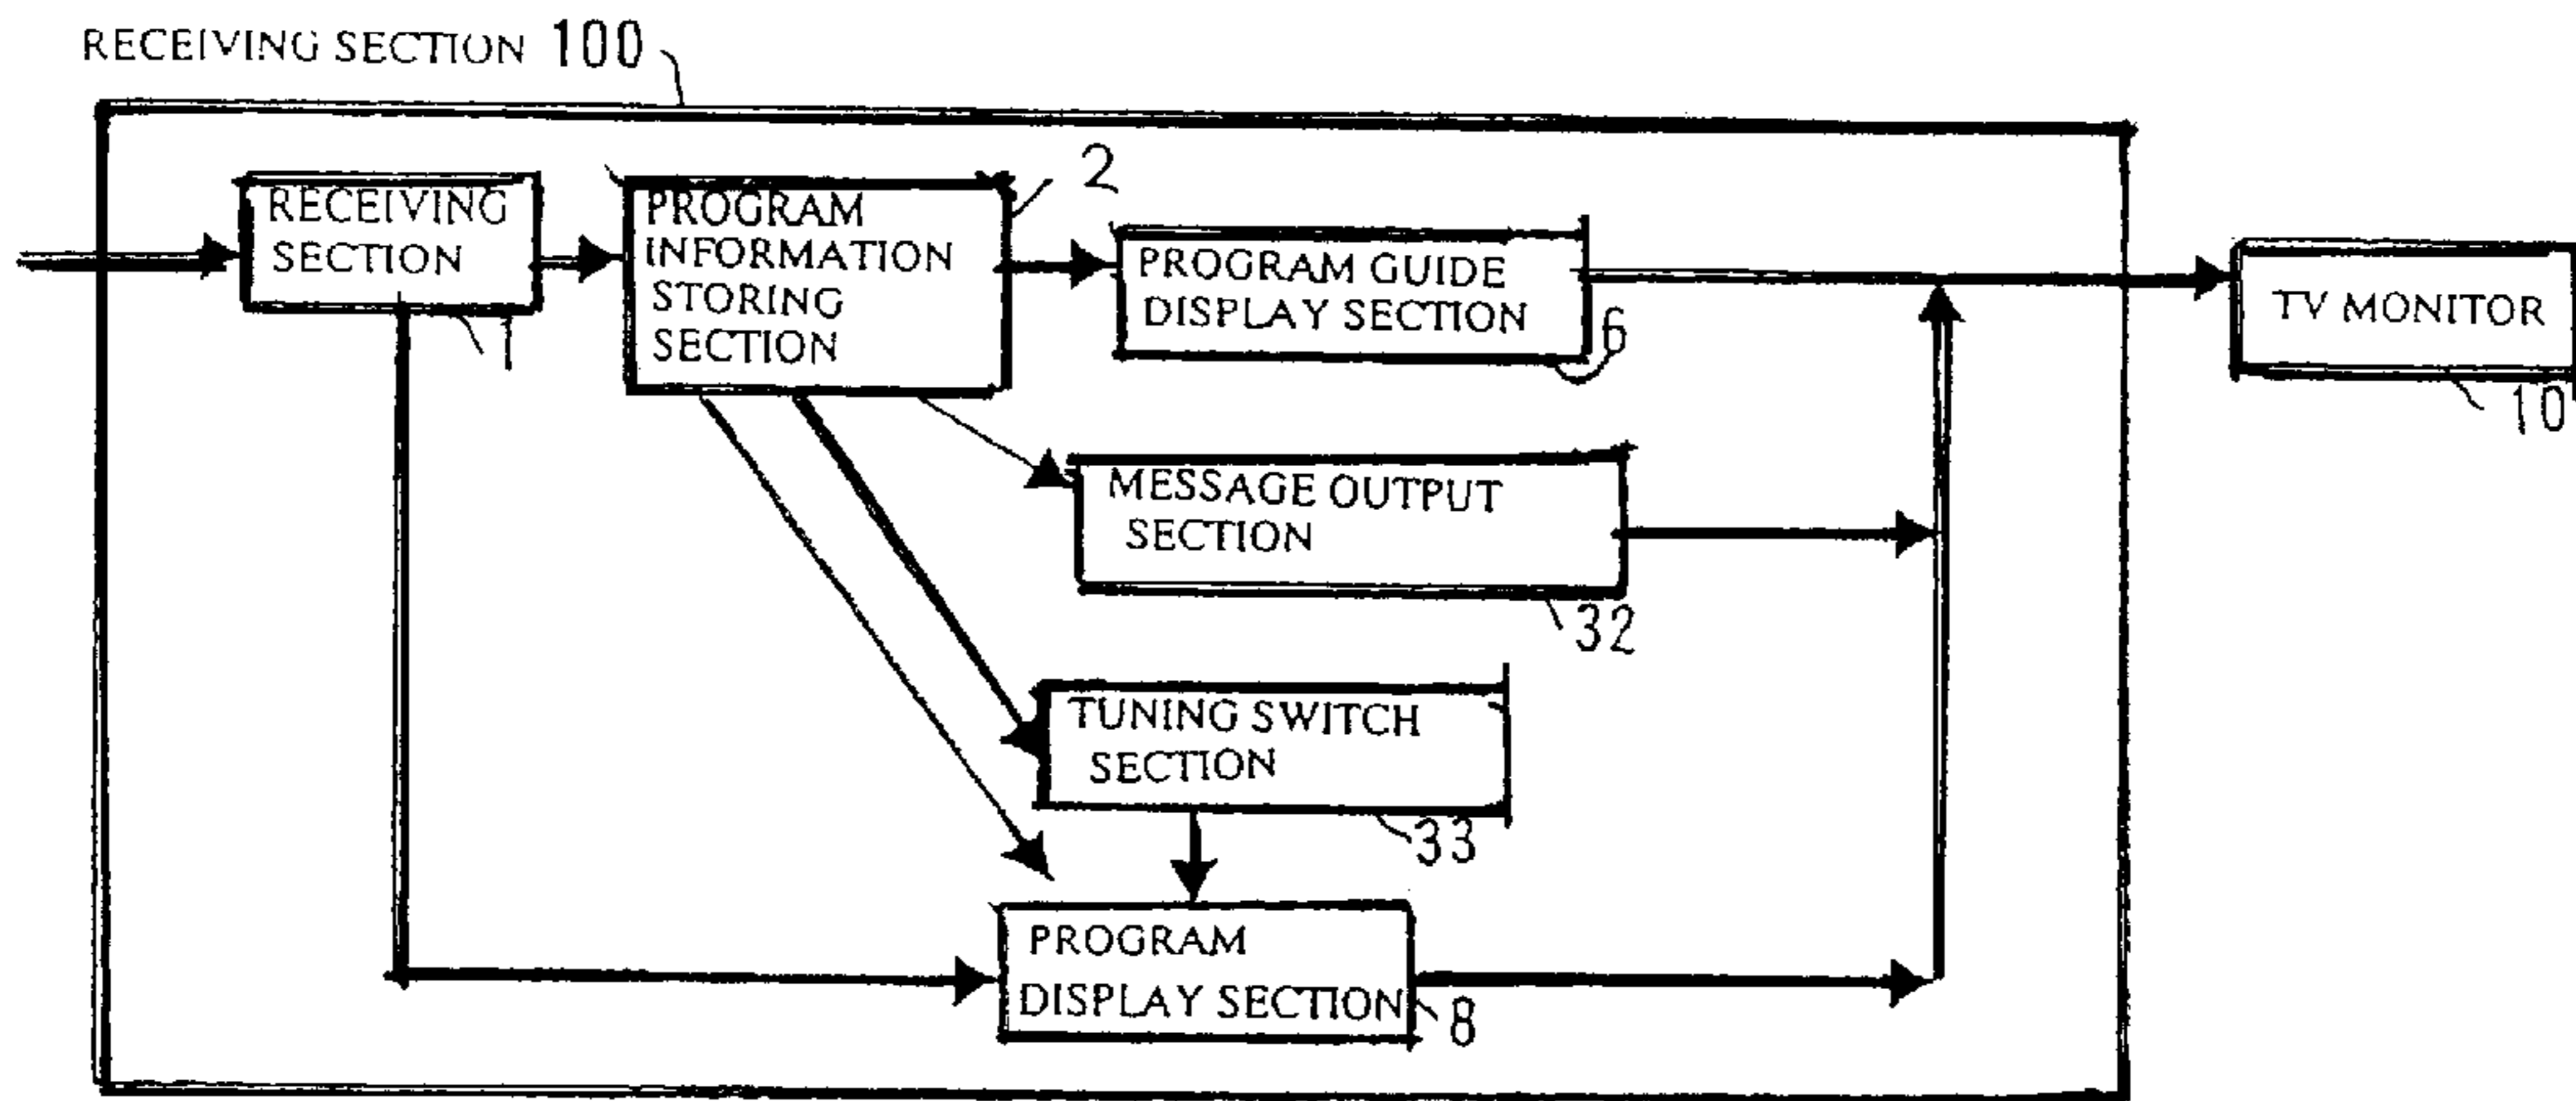 RECEIVING SECTION 100
RECEIVING
SECTION
1
PROGRAM
INFORMATION
STORING
SECTION
2
PROGRAM GUIDE
DISPLAY SECTION
6
TV MONITOR
10
MESSAGE OUTPUT
SECTION
32
TUNING SWITCH
SECTION
33
PROGRAM
DISPLAY SECTION
8